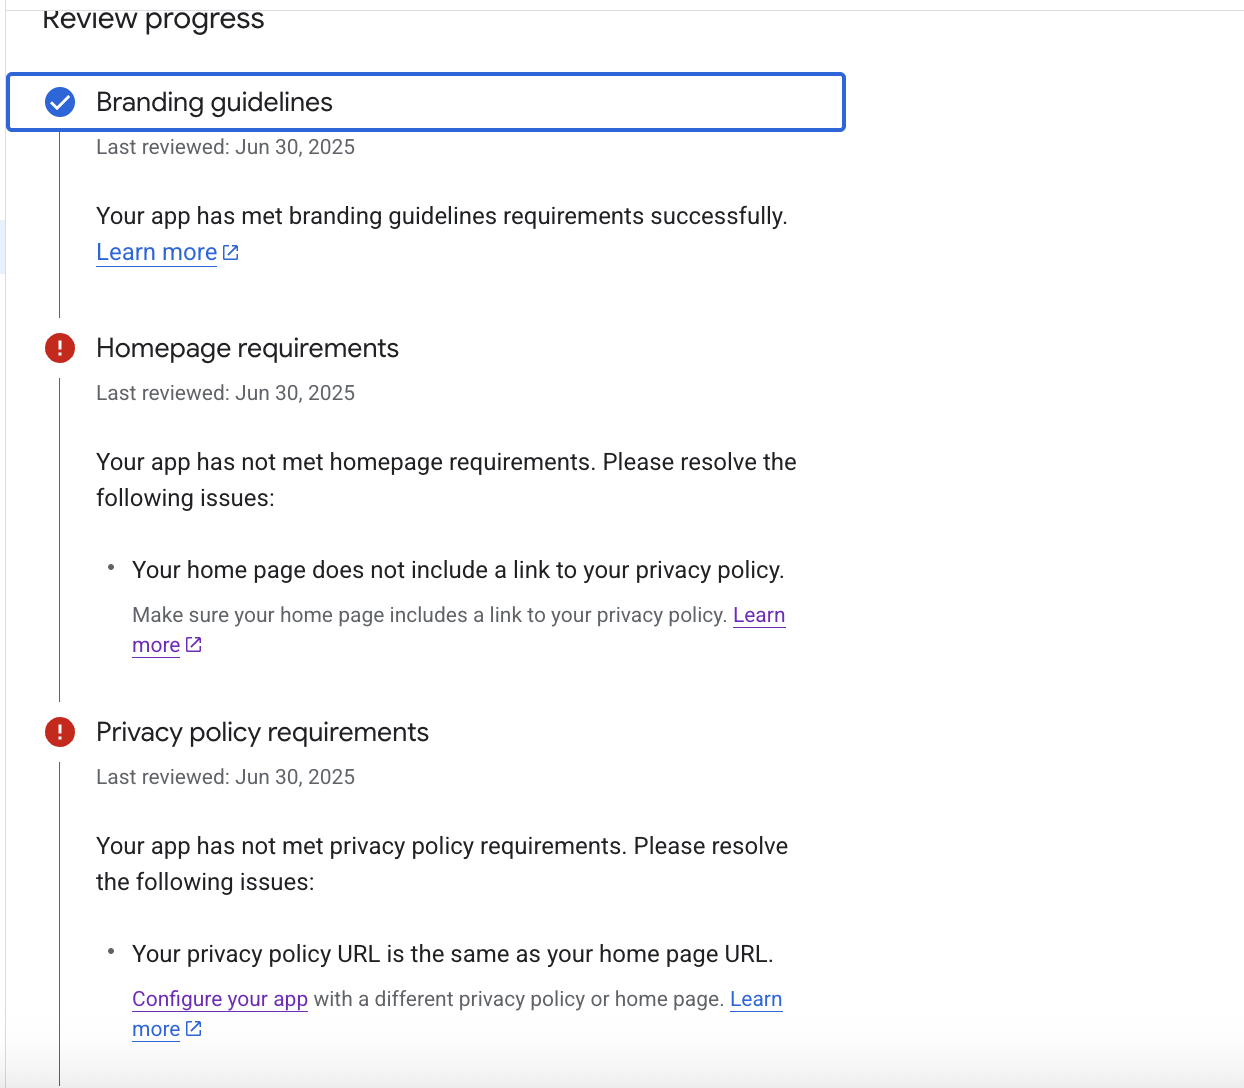 Review progress
Branding guidelines
Last reviewed: Jun 30, 2025
Your app has met branding guidelines requirements successfully.
Learn more
Homepage requirements
Last reviewed: Jun 30, 2025
Your app has not met homepage requirements. Please resolve the
following issues:
• Your home page does not include a link to your privacy policy.
Make sure your home page includes a link to your privacy policy. Learn
more
Privacy policy requirements
Last reviewed: Jun 30, 2025
Your app has not met privacy policy requirements. Please resolve
the following issues:
• Your privacy policy URL is the same as your home page URL.
Configure your app with a different privacy policy or home page. Learn
more